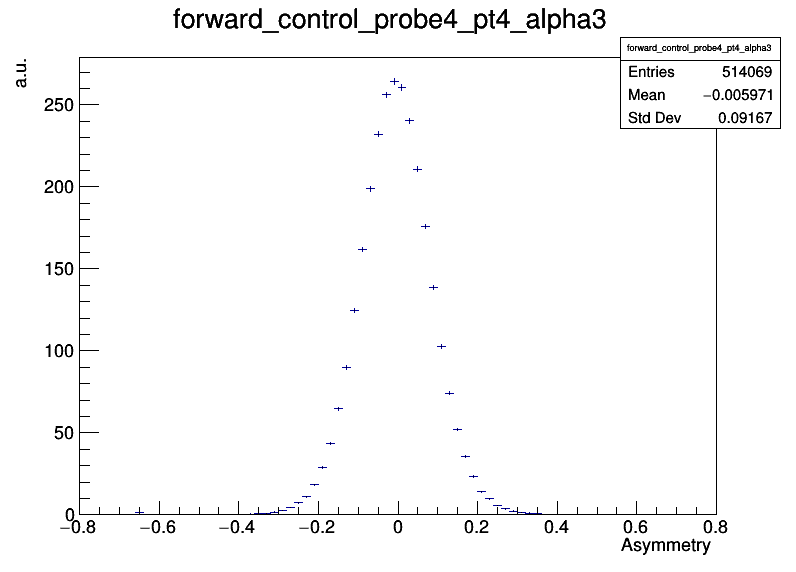 forward_control_probe4_pt4_alpha3
a.u.
forward_control_probe4_pt4_alpha3
Entries 514069
Mean −0.005971
Std Dev 0.09167
250
200
150
100
50
0
−0.8 −0.6 −0.4 −0.2 0 0.2 0.4 0.6 0.8
Asymmetry